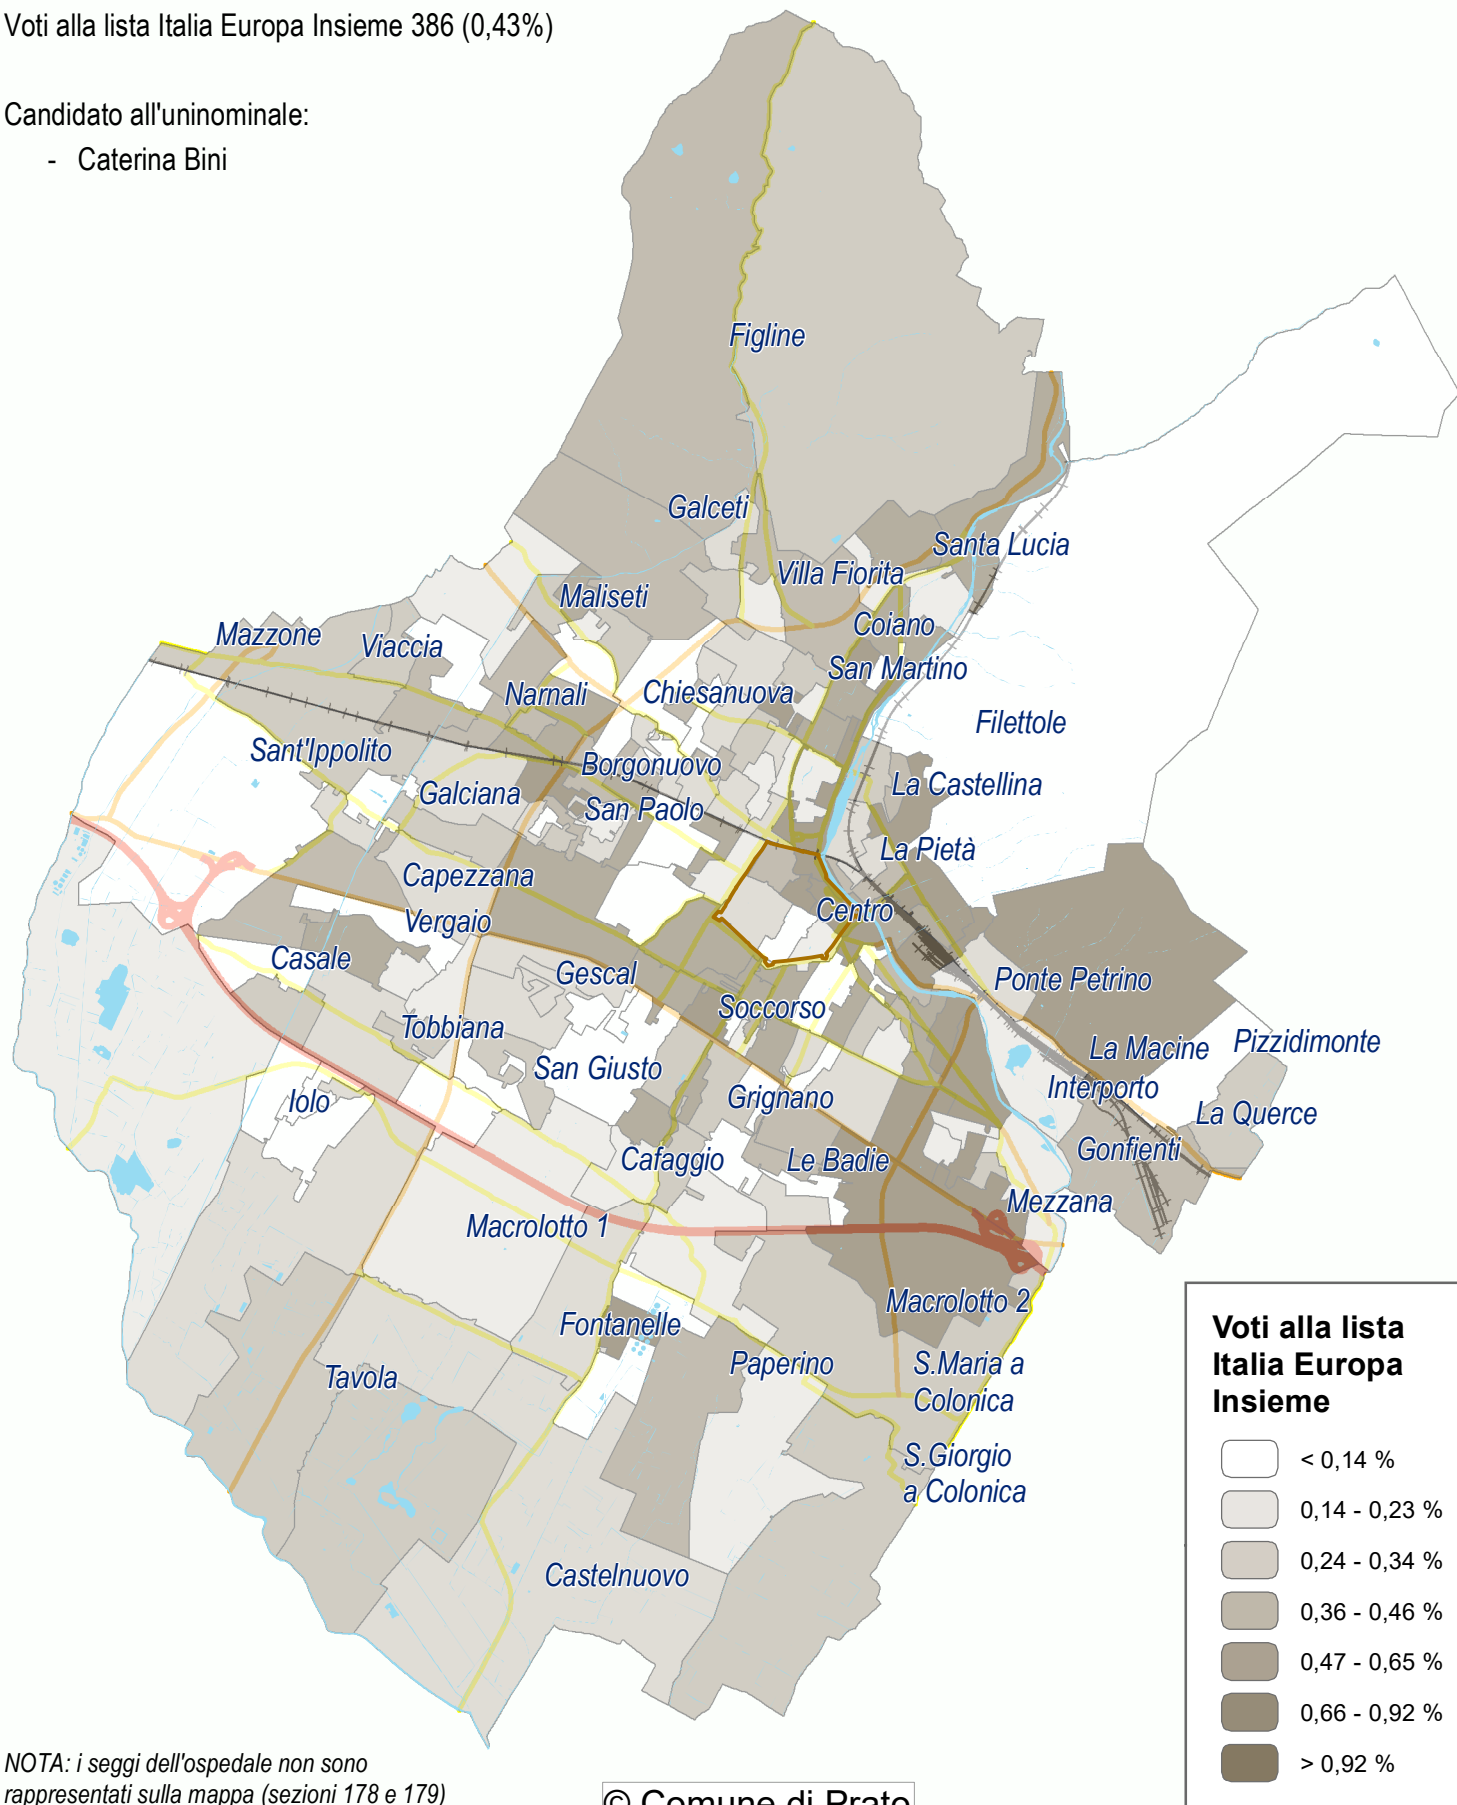 Voti alla lista Italia Europa Insieme 386 (0,43%)
Candidato all'uninominale:
- Caterina Bini
Figline
Galceti
Santa Lucia
Villa Fiorita
Maliseti
Coiano
Mazzone
Viaccia
San Martino
Narnali
Chiesanuova
Filettole
Sant'Ippolito
Borgonuovo
La Castellina
Galciana
San Paolo
La Pietà
Capezzana
Centro
Vergaio
Casale
Gescal
Ponte Petrino
Soccorso
Tobbiana
La Macine
Pizzidimonte
San Giusto
Interporto
Iolo
Grignano
La Querce
Gonfienti
Cafaggio
Le Badie
Mezzana
Macrolotto 1
Macrolotto 2
Fontanelle
Paperino
S.Maria a
Colonica
Tavola
S.Giorgio
a Colonica
Castelnuovo
Voti alla lista
Italia Europa
Insieme
< 0,14 %
0,14 - 0,23 %
0,24 - 0,34 %
0,36 - 0,46 %
0,47 - 0,65 %
0,66 - 0,92 %
> 0,92 %
NOTA: i seggi dell'ospedale non sono
rappresentati sulla mappa (sezioni 178 e 179)
© Comune di Prato